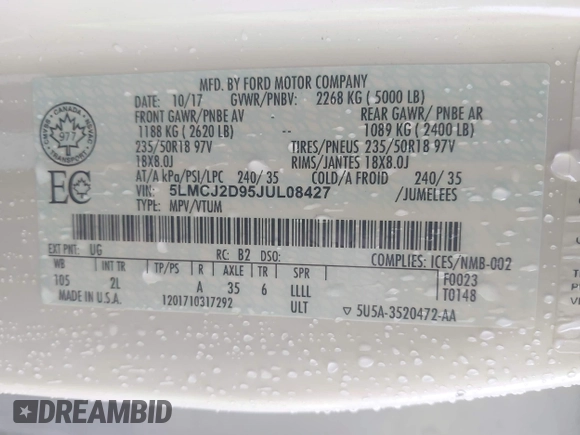 MFD. BY FORD MOTOR COMPANY
DATE: 10/17 GVWR/PNBV: 2268 KG ( 5000 LB)
FRONT GAWR/PNBE AV REAR GAWR/ PNBE AR
1188 KG ( 2620 LB) -- 1089 KG ( 2400 LB)
235/50R18 97V TIRES/PNEUS 235/50R18 97V
18X8.0J RIMS/JANTES 18X8.0J
AT/A kPa/PSI/LPC 240/ 35 COLD/A FROID 240/ 35
VIN: 5LMCJ2D95JUL08427 /JUMELEES
TYPE: MPV/VTUM
CANADA
977
TRANSPORT
EC
EXT PNT: UG RC: B2 DSO: COMPLIES: ICES/NMB-002
WB INT TR TP/PS R AXLE TR SPR F0023
105 2L A 35 6 LLLL T0148
MADE IN U.S.A. 1201710317292 ULT 5U5A-3520472-AA
DREAMBID